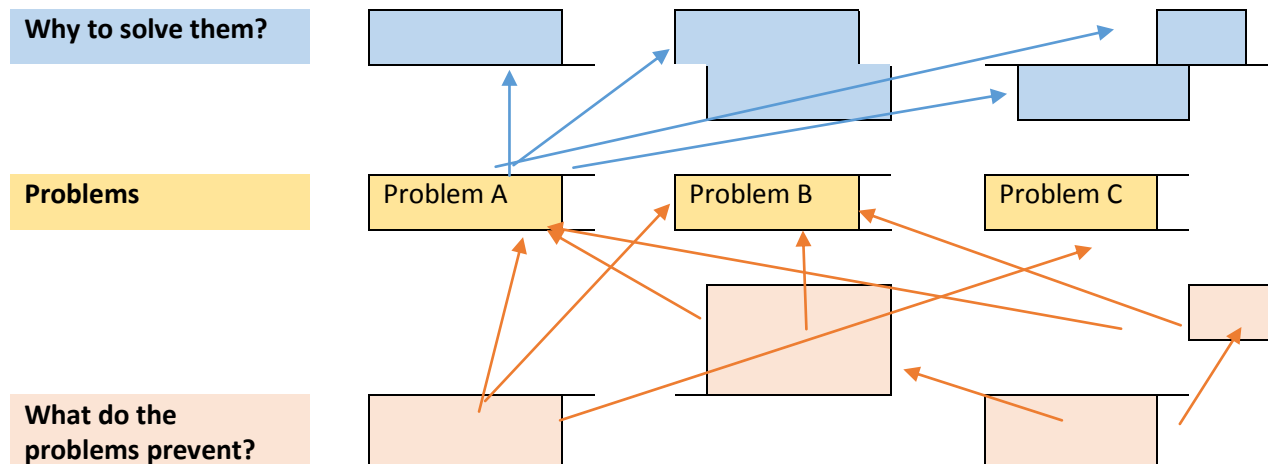 Why to solve them?
Problems
Problem A
Problem B
Problem C
What do the
problems prevent?